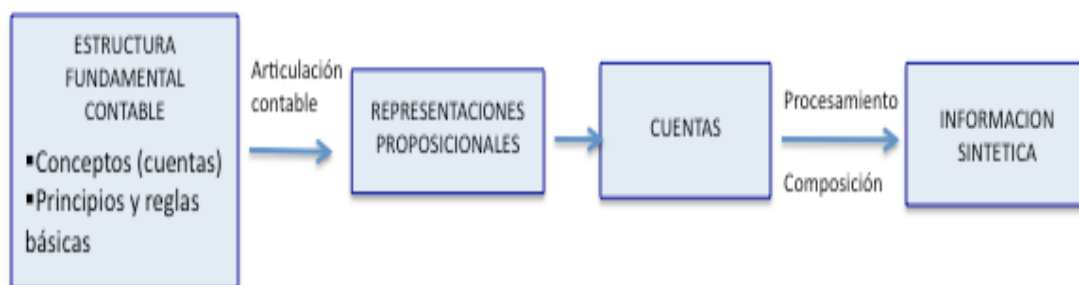 ESTRUCTURA
FUNDAMENTAL
CONTABLE
▪Conceptos (cuentas)
▪Principios y reglas
básicas
Articulación
contable
REPRESENTACIONES
PROPOSICIONALES
CUENTAS
Procesamiento
Composición
INFORMACION
SINTETICA